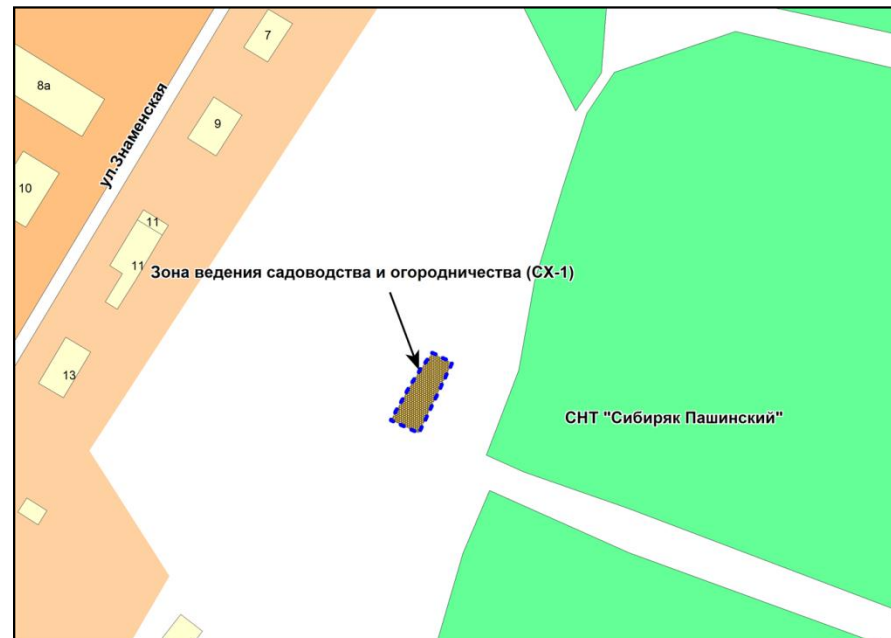 7
8а
9
ул.Знаменская
10
11
11
Зона ведения садоводства и огородничества (СХ-1)
13
СНТ "Сибиряк Пашинский"